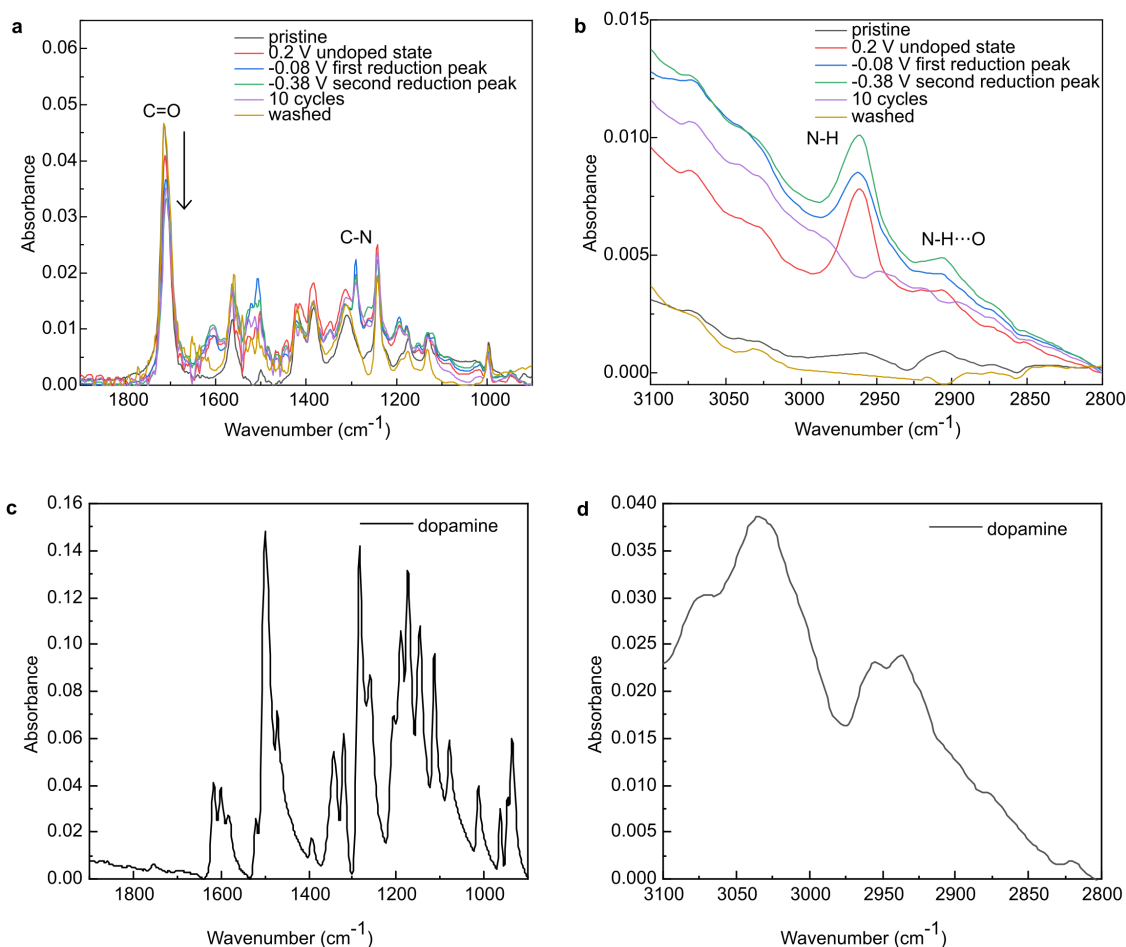 a
0.06
0.05
0.04
0.03
0.02
0.01
0.00
Absorbance
pristine
0.2 V undoped state
-0.08 V first reduction peak
-0.38 V second reduction peak
10 cycles
washed
C=O
C-N
1800
1600
1400
1200
1000
Wavenumber (cm-1)
b
0.015
0.010
0.005
0.000
Absorbance
pristine
0.2 V undoped state
-0.08 V first reduction peak
-0.38 V second reduction peak
10 cycles
washed
N-H
N-H···O
3100
3050
3000
2950
2900
2850
2800
Wavenumber (cm-1)
c
0.16
0.14
0.12
0.10
0.08
0.06
0.04
0.02
0.00
Absorbance
dopamine
1800
1600
1400
1200
1000
Wavenumber (cm-1)
d
0.040
0.035
0.030
0.025
0.020
0.015
0.010
0.005
0.000
Absorbance
dopamine
3100
3050
3000
2950
2900
2850
2800
Wavenumber (cm-1)